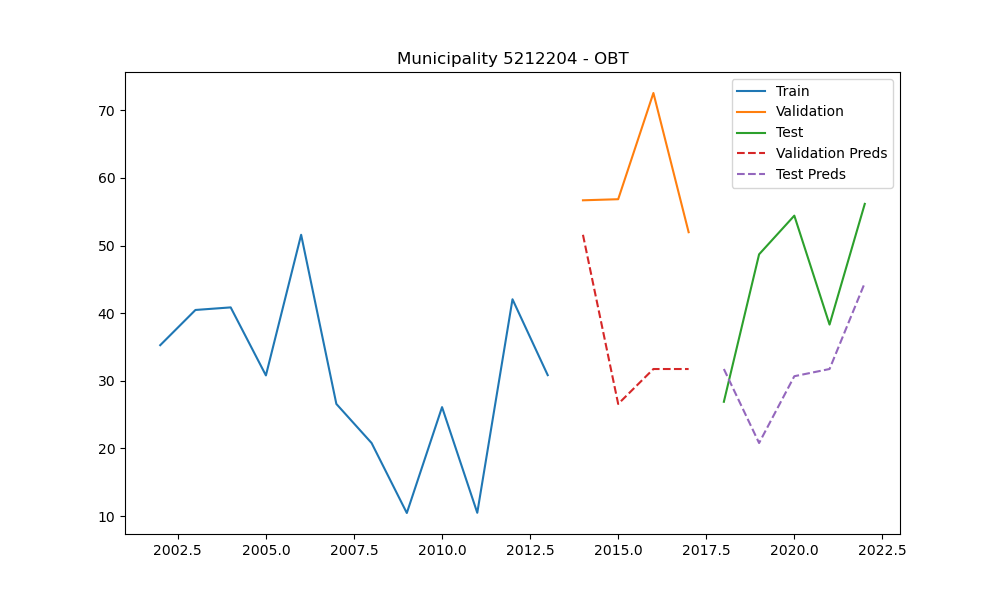 Municipality 5212204 - OBT
Train
Validation
Test
Validation Preds
Test Preds
70
60
50
40
30
20
10
2002.5 2005.0 2007.5 2010.0 2012.5 2015.0 2017.5 2020.0 2022.5